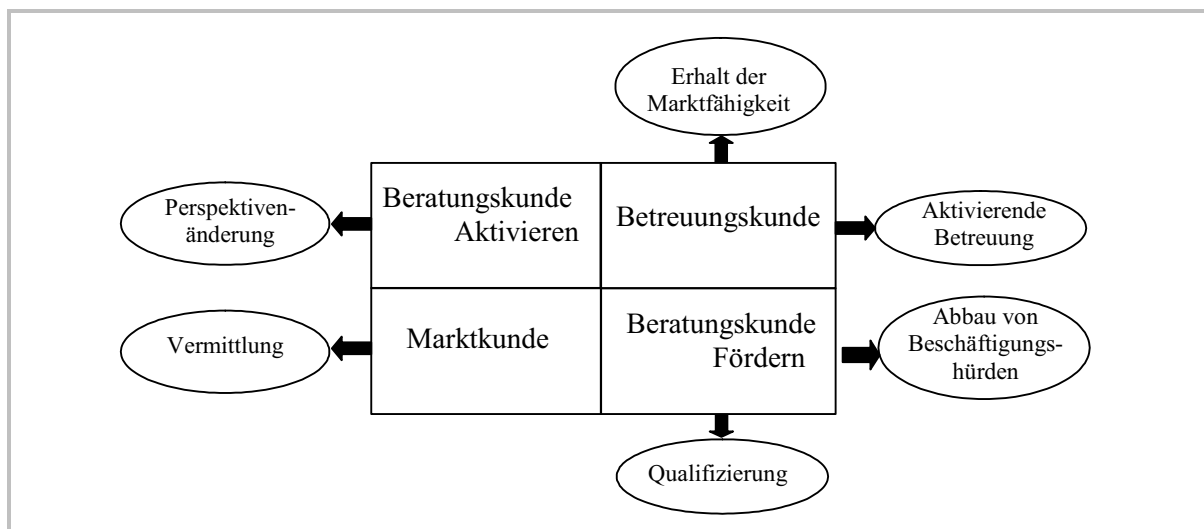 Erhalt der
Marktfähigkeit
Perspektiven-
änderung
Beratungskunde
Aktivieren
Betreuungskunde
Aktivierende
Betreuung
Vermittlung
Marktkunde
Beratungskunde
Fördern
Abbau von
Beschäftigungs-
hürden
Qualifizierung